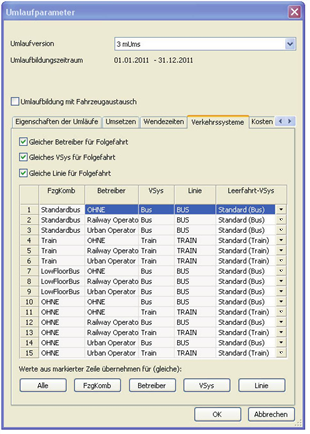 Umlaufparameter
Umlaufversion 3 mUms
Umlaufbildungszeitraum 01.01.2011 - 31.12.2011
Umlaufbildung mit Fahrzeugaustausch
Eigenschaften der Umläufe Umsetzen Wendezeiten Verkehrssysteme Kosten
Gleicher Betreiber für Folgefahrt
Gleiches VSys für Folgefahrt
Gleiche Linie für Folgefahrt
FzgKomb Betreiber VSys Linie Leerfahrt-VSys
1 Standardbus OHNE Bus BUS Standard (Bus)
2 Standardbus Railway Operato Bus BUS Standard (Bus)
3 Standardbus Urban Operator Bus BUS Standard (Bus)
4 Train OHNE Train TRAIN Standard (Train)
5 Train Railway Operato Train TRAIN Standard (Train)
6 Train Urban Operator Train TRAIN Standard (Train)
7 LowFloorBus OHNE Bus BUS Standard (Bus)
8 LowFloorBus Railway Operato Bus BUS Standard (Bus)
9 LowFloorBus Urban Operator Bus BUS Standard (Bus)
10 OHNE OHNE Bus BUS Standard (Bus)
11 OHNE OHNE Train TRAIN Standard (Train)
12 OHNE Railway Operato Bus BUS Standard (Bus)
13 OHNE Railway Operato Train TRAIN Standard (Train)
14 OHNE Urban Operator Bus BUS Standard (Bus)
15 OHNE Urban Operator Train TRAIN Standard (Train)
Werte aus markierter Zeile übernehmen für (gleiche):
Alle FzgKomb Betreiber VSys Linie
OK Abbrechen